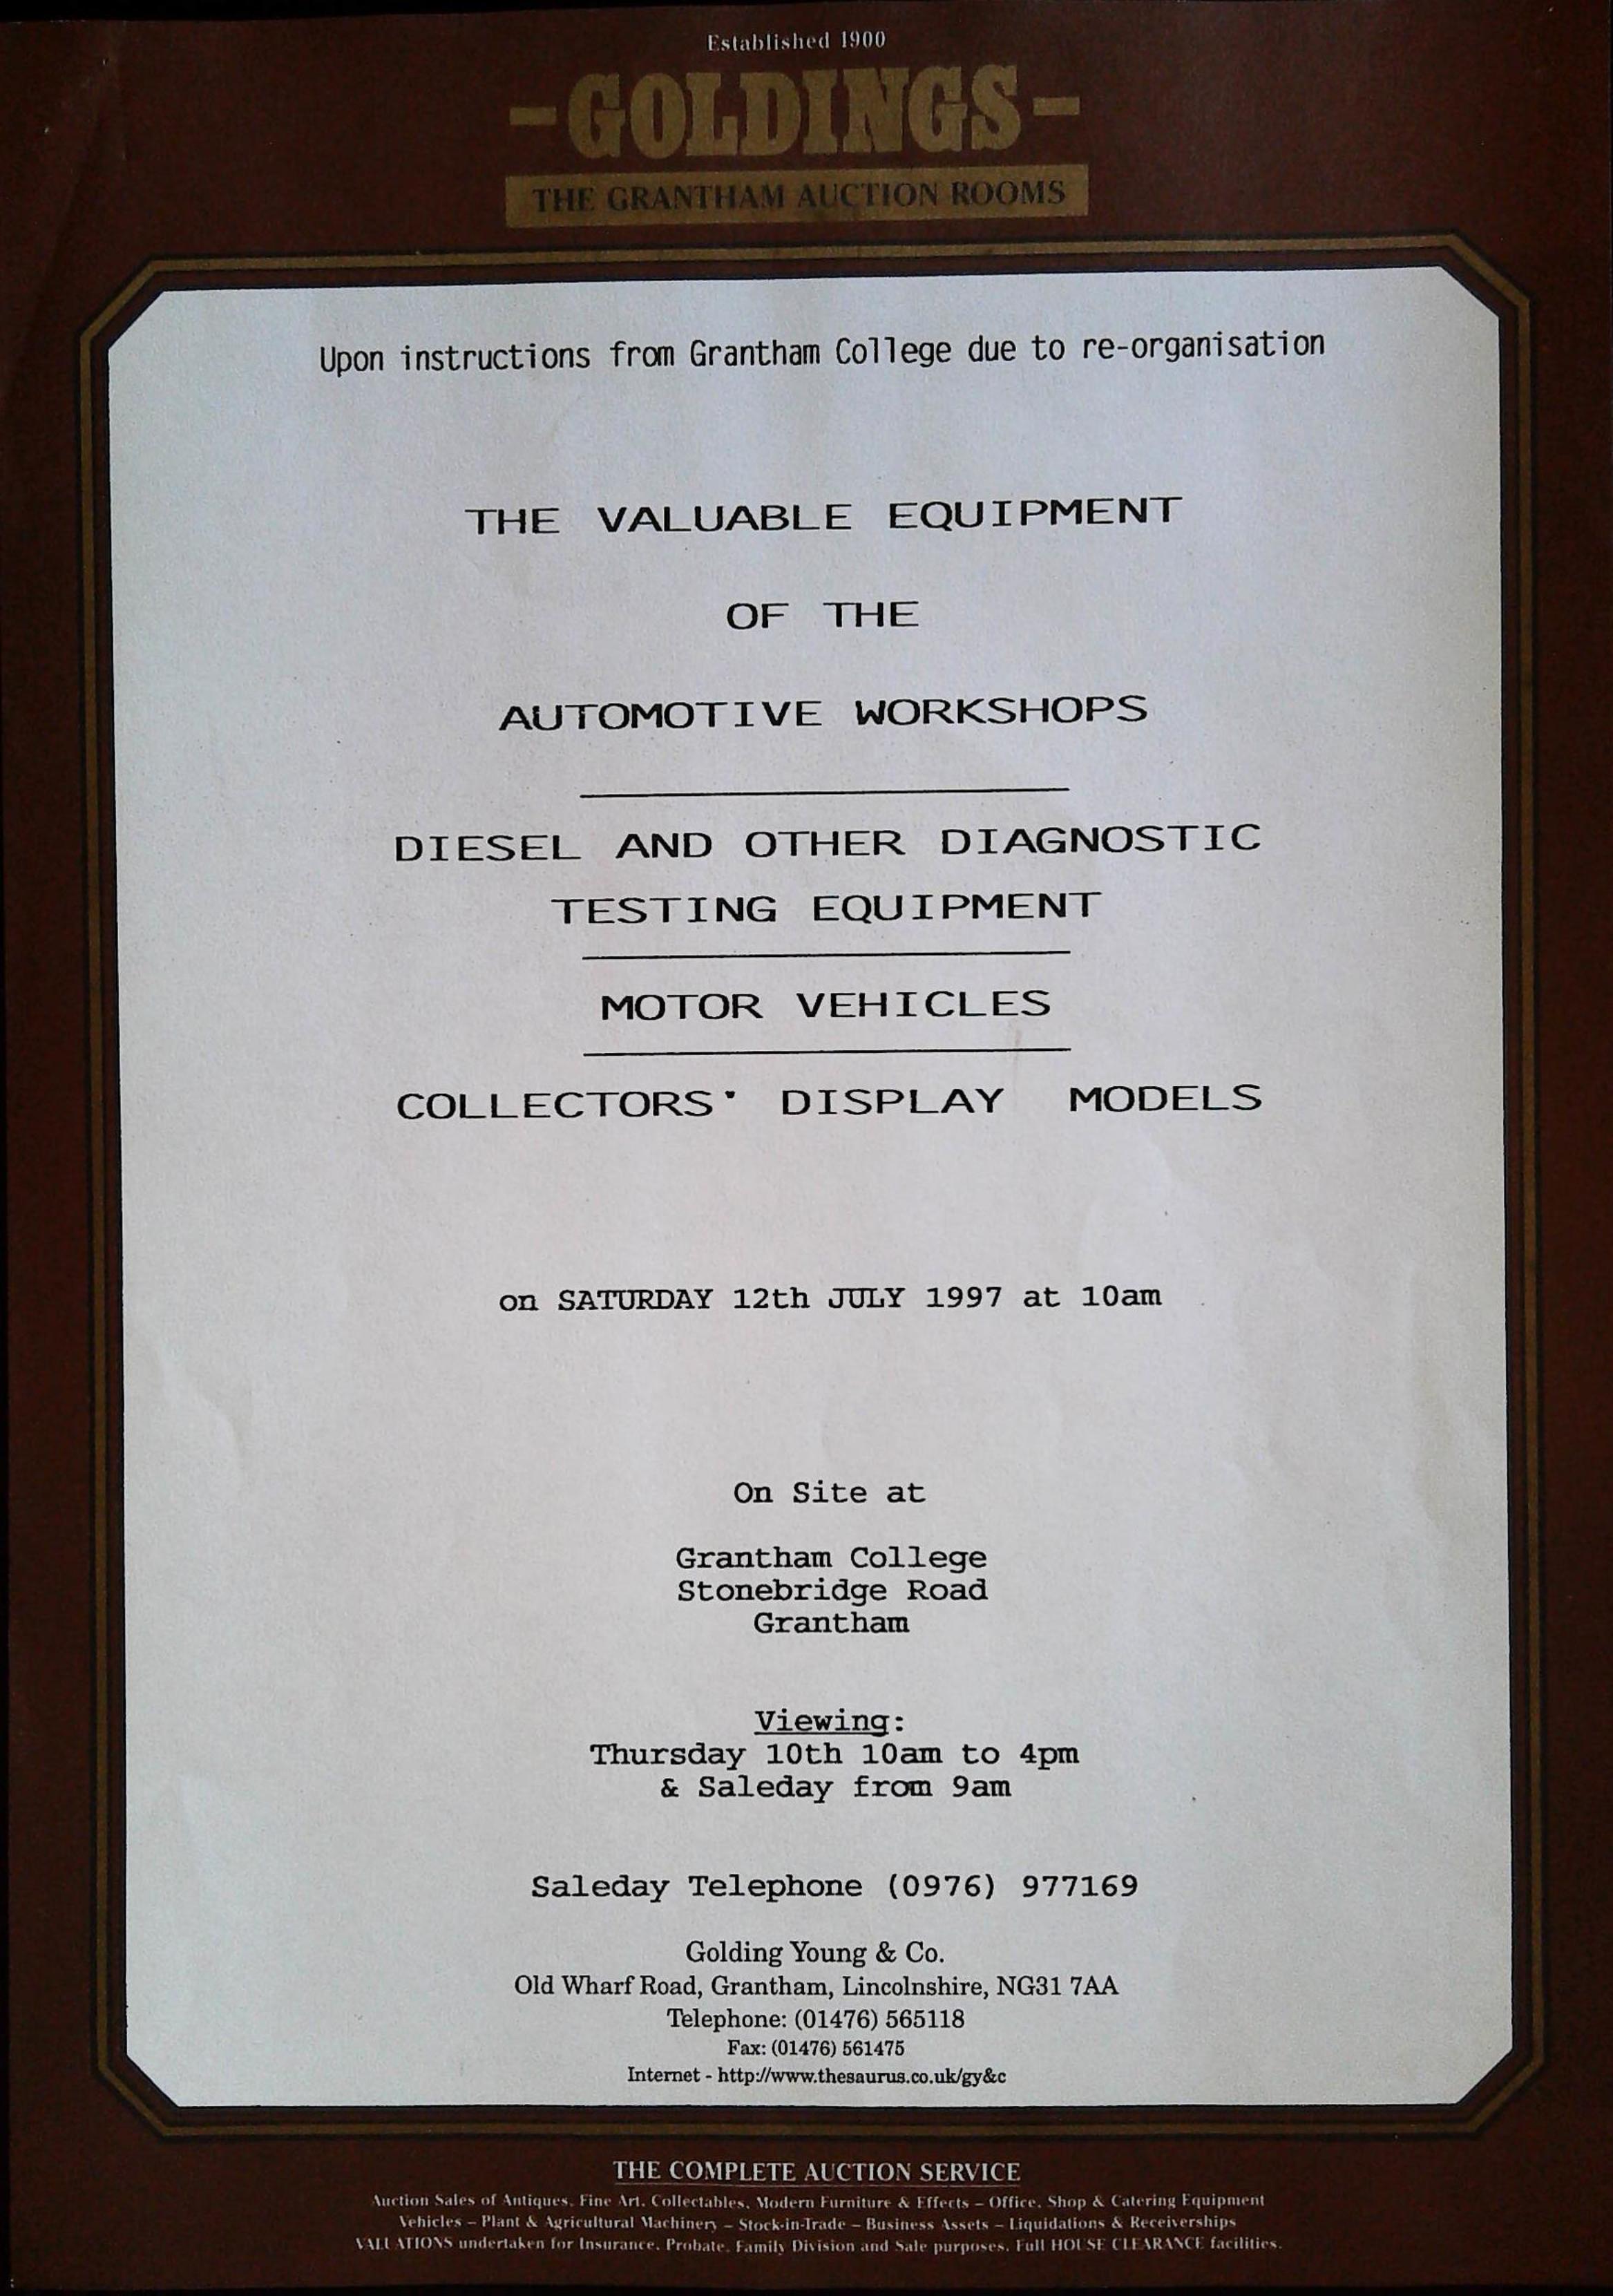 Established 1900
-GOLDINGS-
THE GRANTHAM AUCTION ROOMS
Upon instructions from Grantham College due to re-organisation
THE VALUABLE EQUIPMENT
OF THE
AUTOMOTIVE WORKSHOPS
DIESEL AND OTHER DIAGNOSTIC
TESTING EQUIPMENT
MOTOR VEHICLES
COLLECTORS' DISPLAY MODELS
on SATURDAY 12th JULY 1997 at 10am
On Site at
Grantham College
Stonebridge Road
Grantham
Viewing:
Thursday 10th 10am to 4pm
& Saleday from 9am
Saleday Telephone (0976) 977169
Golding Young & Co.
Old Wharf Road, Grantham, Lincolnshire, NG31 7AA
Telephone: (01476) 565118
Fax: (01476) 561475
Internet - http://www.thesaurus.co.uk/gy&c
THE COMPLETE AUCTION SERVICE
Auction Sales of Antiques, Fine Art, Collectables, Modern Furniture & Effects – Office, Shop & Catering Equipment
Vehicles – Plant & Agricultural Machinery – Stock-in-Trade – Business Assets – Liquidations & Receiverships
VALUATIONS undertaken for Insurance, Probate, Family Division and Sale purposes. Full HOUSE CLEARANCE facilities.